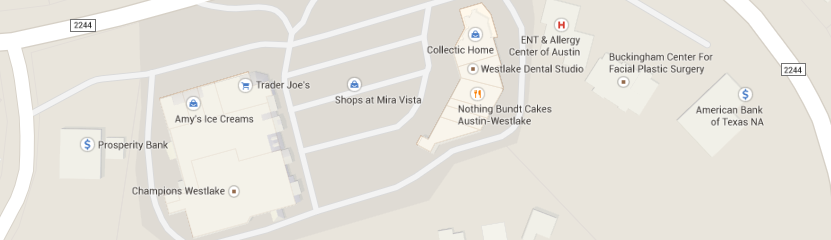 2244
Collectic Home
ENT & Allergy
Center of Austin
Westlake Dental Studio
Buckingham Center For
Facial Plastic Surgery
2244
Trader Joe's
Shops at Mira Vista
Amy's Ice Creams
Nothing Bundt Cakes
Austin-Westlake
American Bank
of Texas NA
$ Prosperity Bank
Champions Westlake
H
$